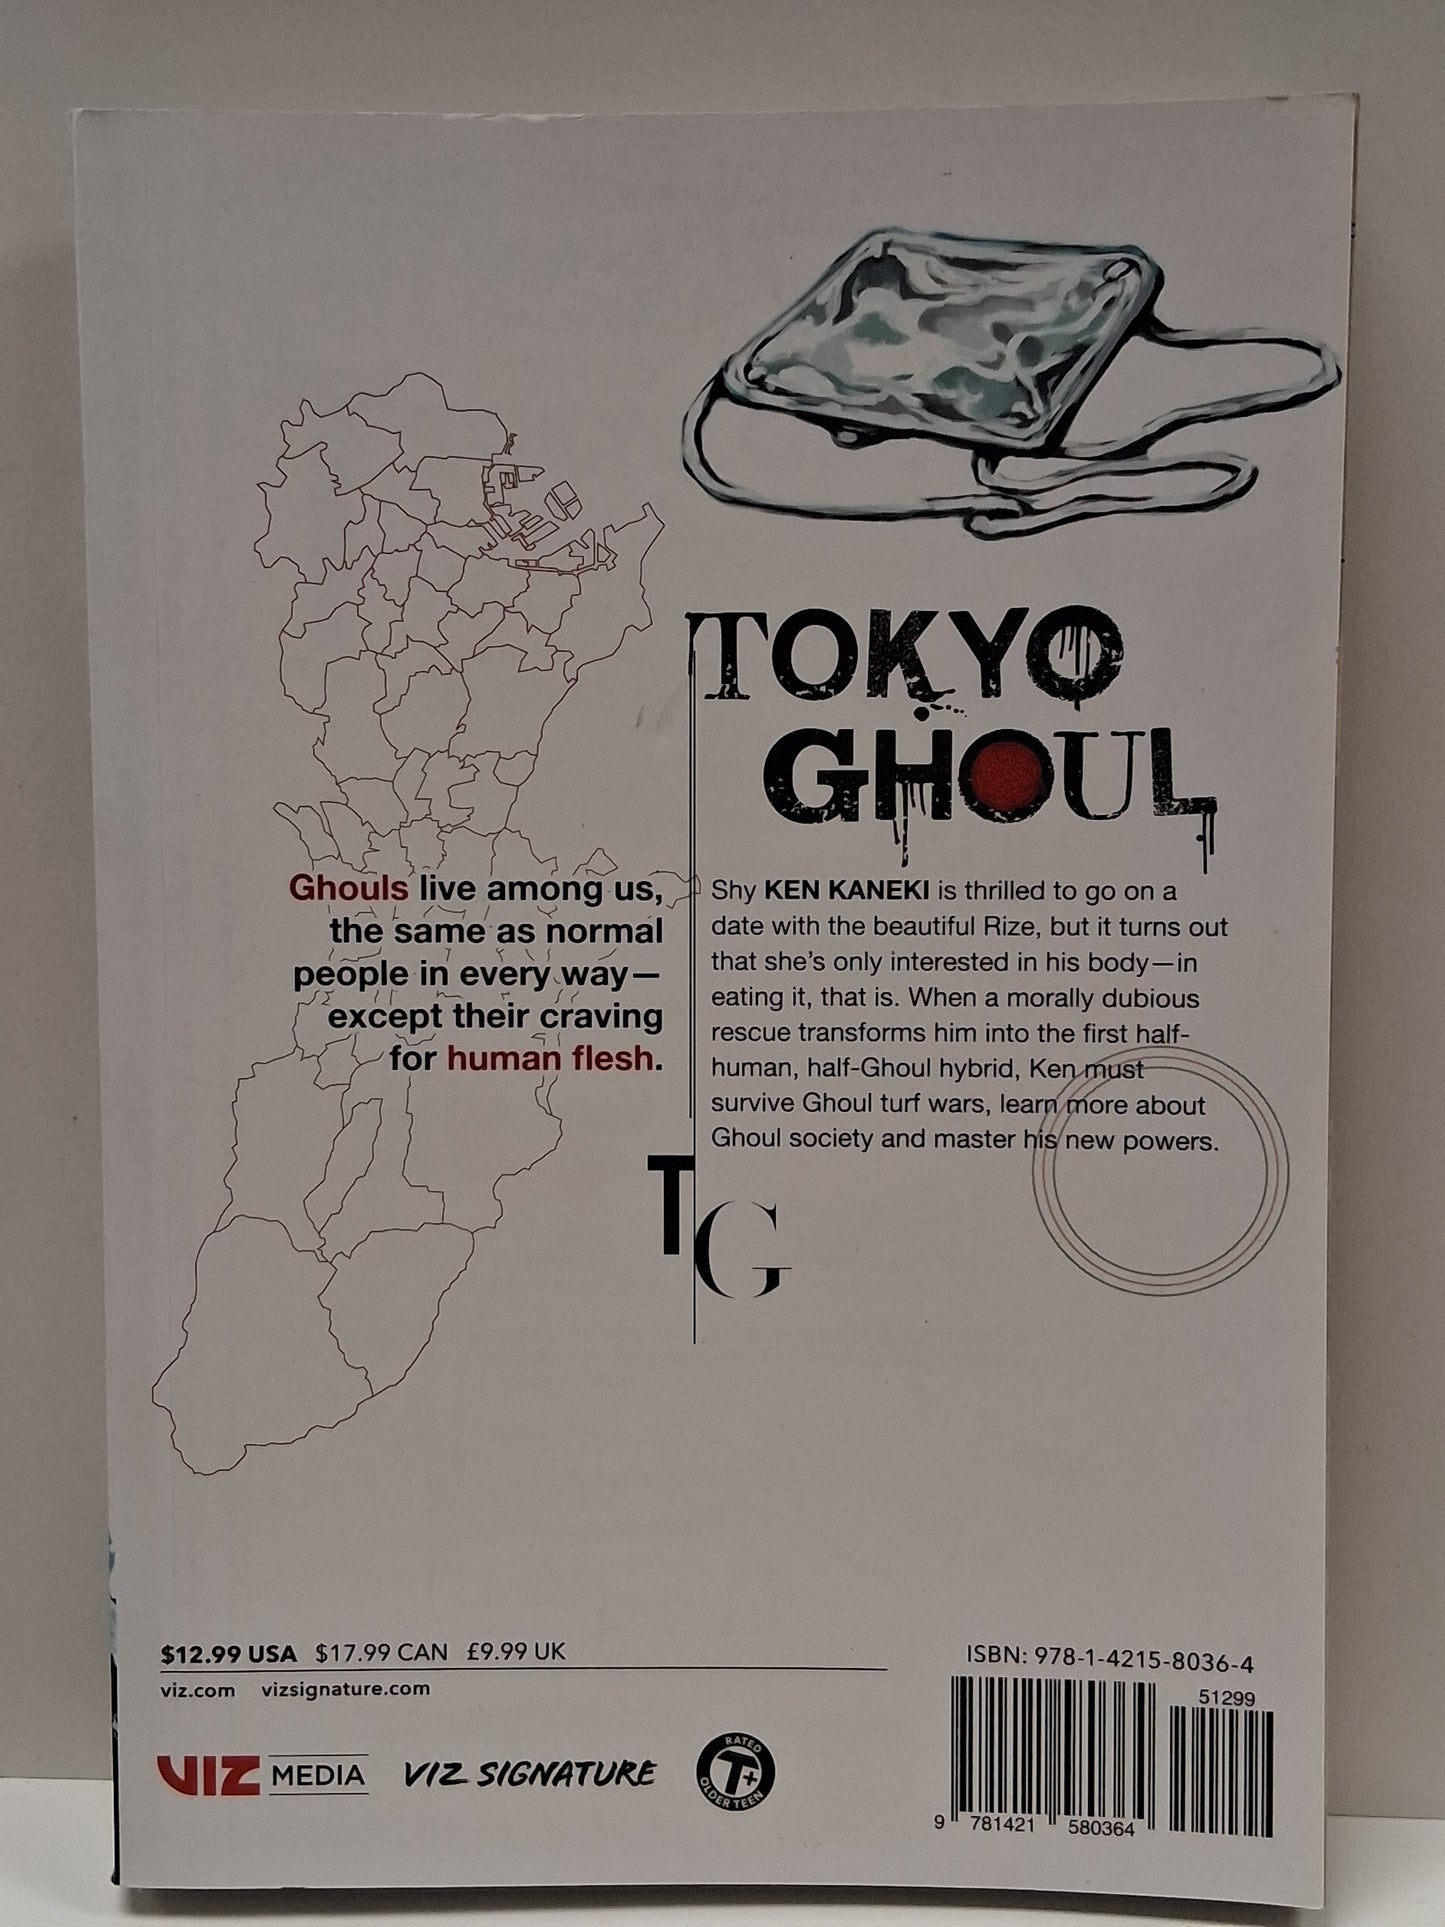 TOKYO
GHOUL
Ghouls live among us,
the same as normal
people in every way—
except their craving
for human flesh.
Shy KEN KANEKI is thrilled to go on a
date with the beautiful Rize, but it turns out
that she's only interested in his body—in
eating it, that is. When a morally dubious
rescue transforms him into the first half-
human, half-Ghoul hybrid, Ken must
survive Ghoul turf wars, learn more about
Ghoul society and master his new powers.
TG
$12.99 USA $17.99 CAN £9.99 UK
viz.com vizsignature.com
VIZ MEDIA
VIZ SIGNATURE
RATED
T+
OLDER TEEN
ISBN: 978-1-4215-8036-4
51299
9 781421 580364